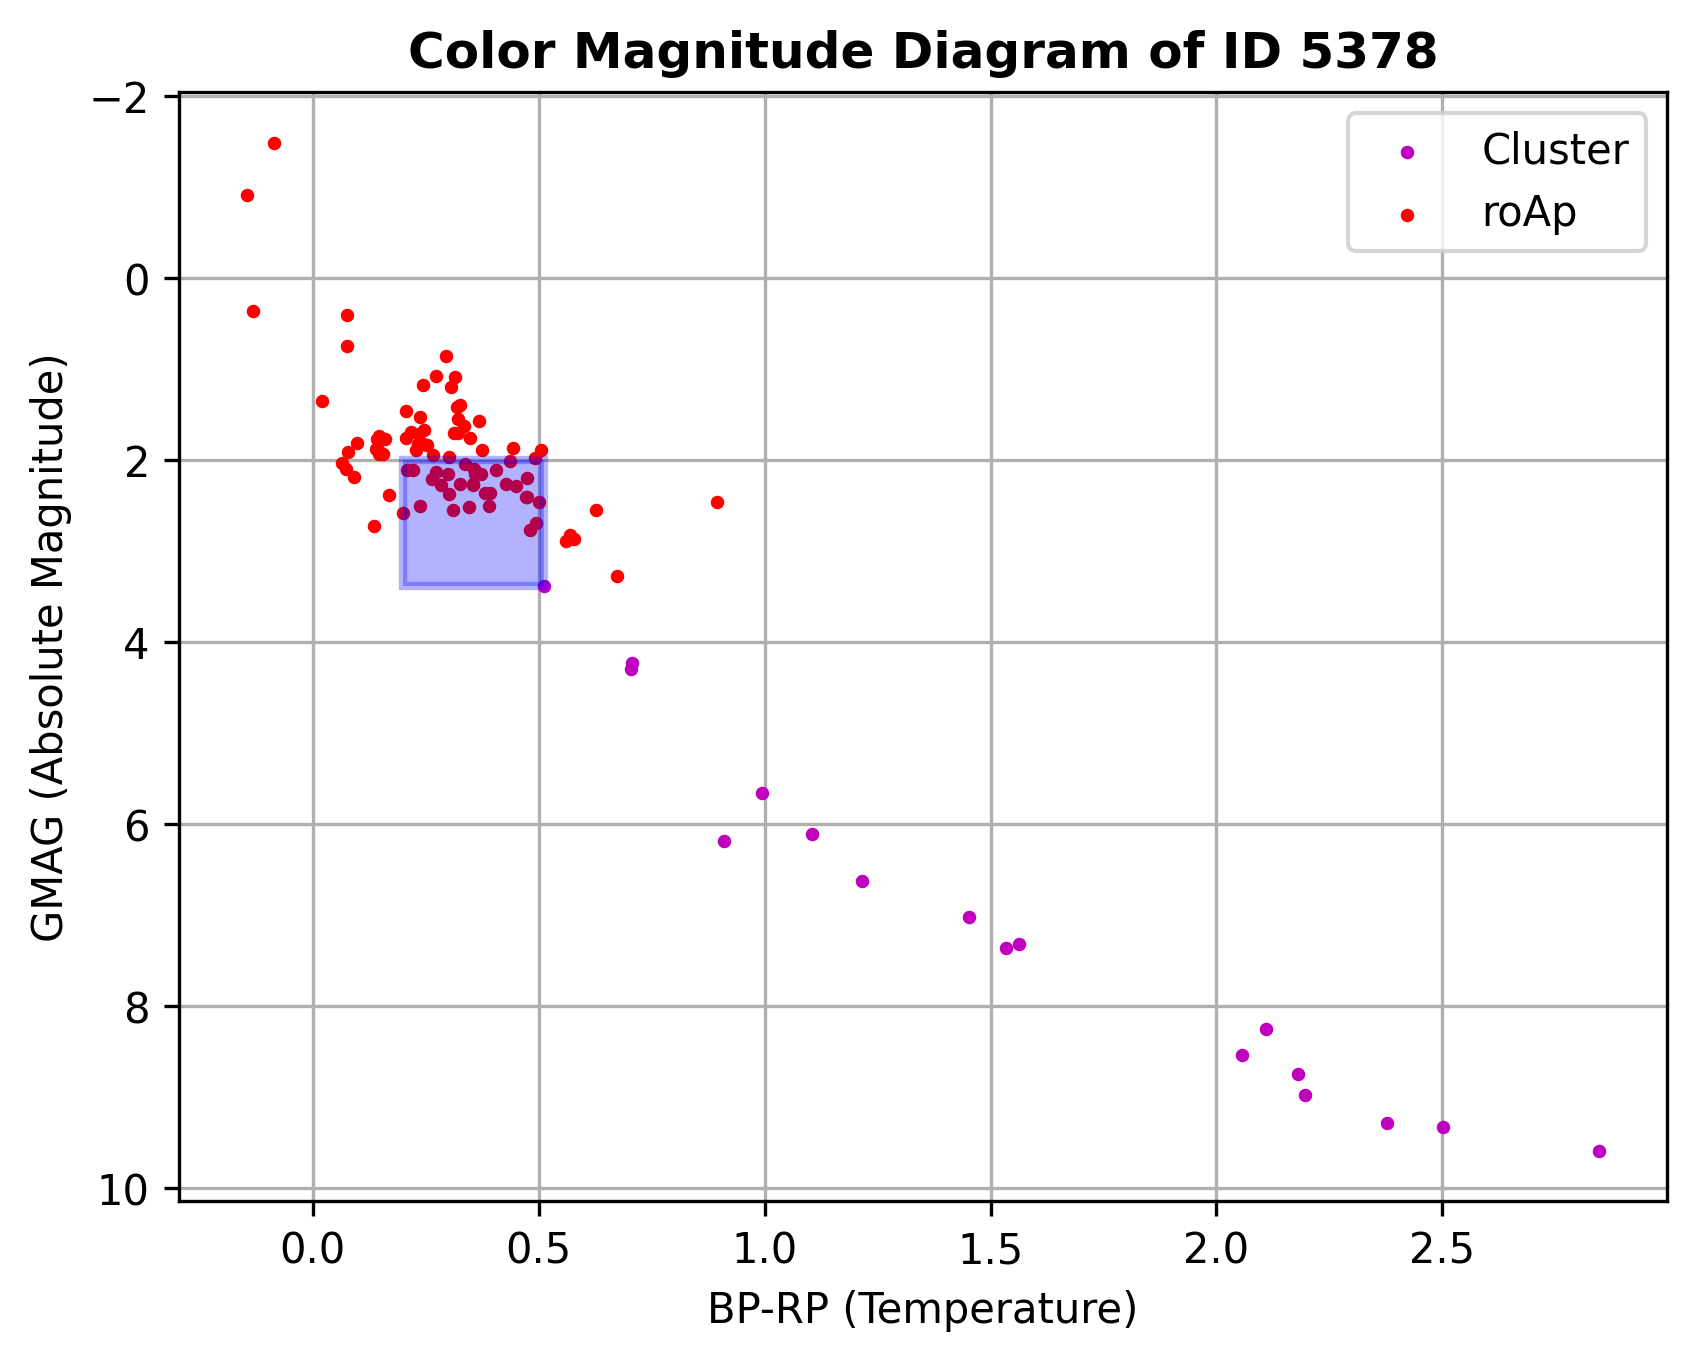 Color Magnitude Diagram of ID 5378
Cluster
roAp
−2
0
2
4
6
8
10
GMAG (Absolute Magnitude)
0.0 0.5 1.0 1.5 2.0 2.5
BP-RP (Temperature)